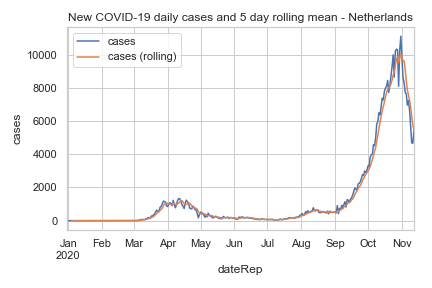 New COVID-19 daily cases and 5 day rolling mean - Netherlands
cases
cases (rolling)
10000
8000
6000
4000
2000
0
cases
Jan Feb Mar Apr May Jun Jul Aug Sep Oct Nov
2020
dateRep